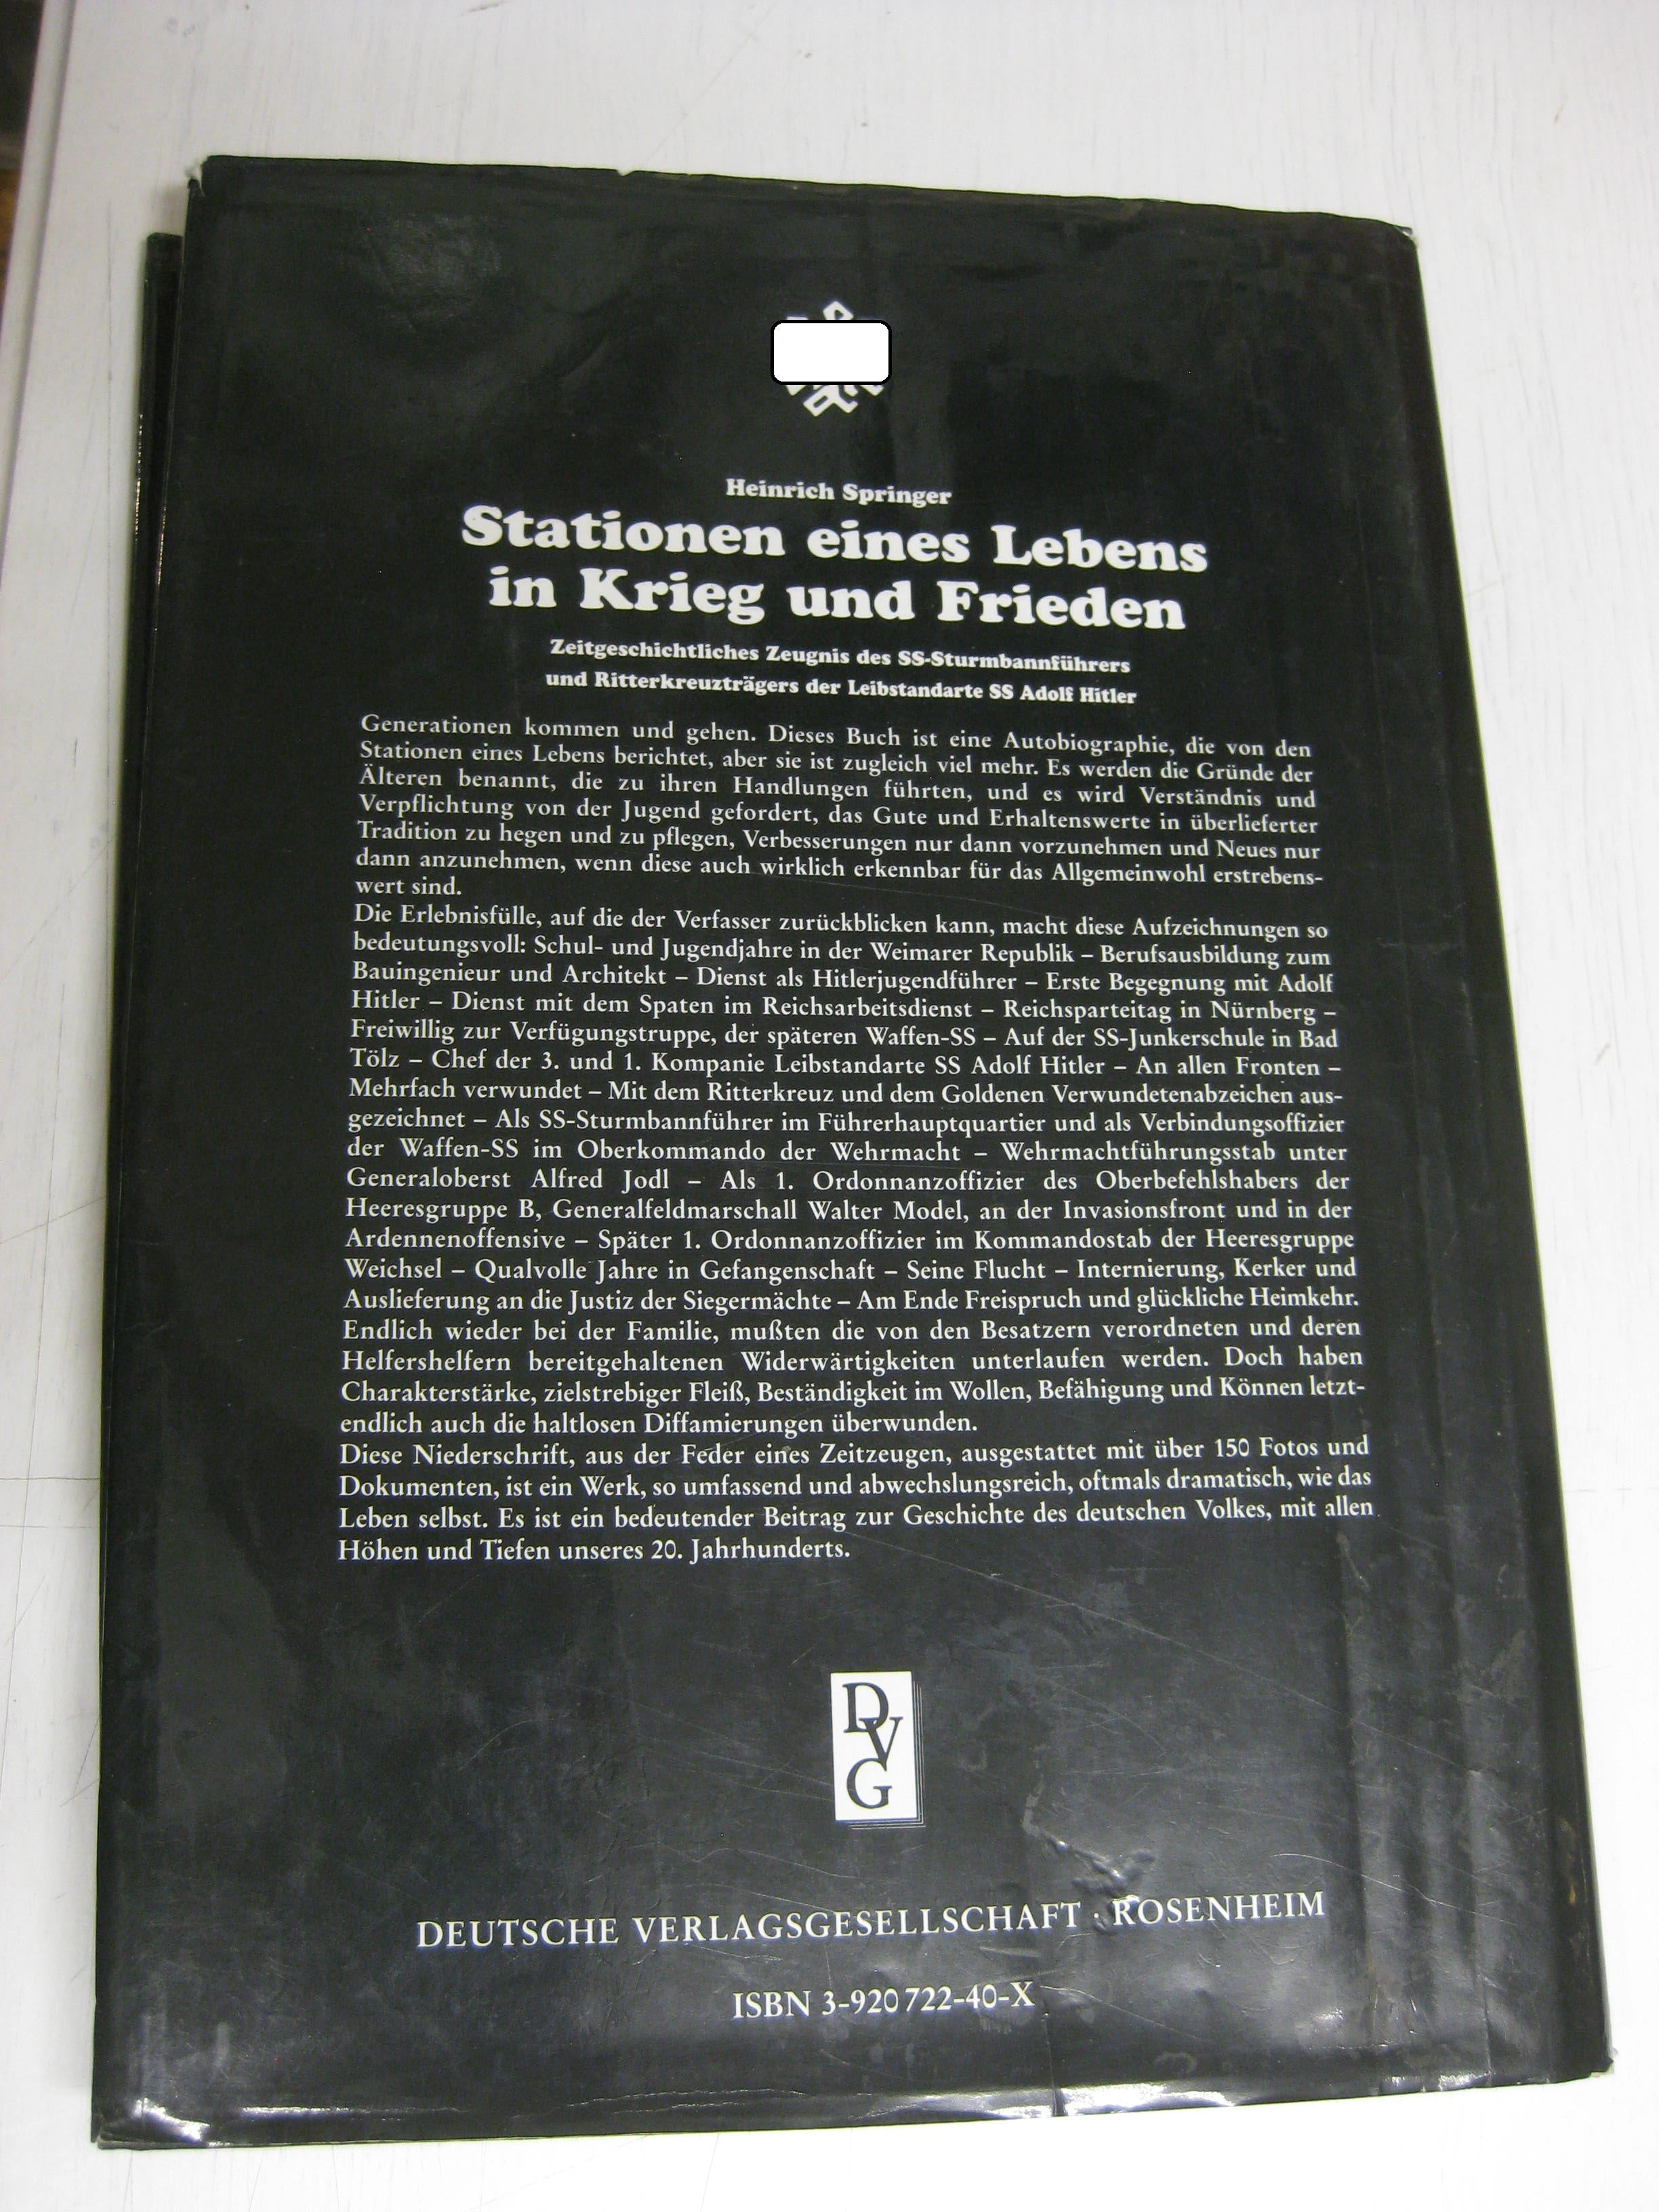 Heinrich Springer
Stationen eines Lebens
in Krieg und Frieden
Zeitgeschichtliches Zeugnis des SS-Sturmbannführers
und Ritterkreuzträgers der Leibstandarte SS Adolf Hitler
Generationen kommen und gehen. Dieses Buch ist eine Autobiographie, die von den
Stationen eines Lebens berichtet, aber sie ist zugleich viel mehr. Es werden die Gründe der
Älteren benannt, die zu ihren Handlungen führten, und es wird Verständnis und
Verpflichtung von der Jugend gefordert, das Gute und Erhaltenswerte in überlieferter
Tradition zu hegen und zu pflegen, Verbesserungen nur dann vorzunehmen und Neues nur
dann anzunehmen, wenn diese auch wirklich erkennbar für das Allgemeinwohl erstrebens-
wert sind.
Die Erlebnisfülle, auf die der Verfasser zurückblicken kann, macht diese Aufzeichnungen so
bedeutungsvoll: Schul- und Jugendjahre in der Weimarer Republik – Berufsausbildung zum
Bauingenieur und Architekt – Dienst als Hitlerjugendführer – Erste Begegnung mit Adolf
Hitler – Dienst mit dem Spaten im Reichsarbeitsdienst – Reichsparteitag in Nürnberg –
Freiwillig zur Verfügungstruppe, der späteren Waffen-SS – Auf der SS-Junkerschule in Bad
Tölz – Chef der 3. und 1. Kompanie Leibstandarte SS Adolf Hitler – An allen Fronten –
Mehrfach verwundet – Mit dem Ritterkreuz und dem Goldenen Verwundetenabzeichen aus-
gezeichnet – Als SS-Sturmbannführer im Führerhauptquartier und als Verbindungsoffizier
der Waffen-SS im Oberkommando der Wehrmacht – Wehrmachtführungsstab unter
Generaloberst Alfred Jodl – Als 1. Ordonnanzoffizier des Oberbefehlshabers der
Heeresgruppe B, Generalfeldmarschall Walter Model, an der Invasionsfront und in der
Ardennenoffensive – Später 1. Ordonnanzoffizier im Kommandostab der Heeresgruppe
Weichsel – Qualvolle Jahre in Gefangenschaft – Seine Flucht – Internierung, Kerker und
Auslieferung an die Justiz der Siegermächte – Am Ende Freispruch und glückliche Heimkehr.
Endlich wieder bei der Familie, mußten die von den Besatzern verordneten und deren
Helfershelfern bereitgehaltenen Widerwärtigkeiten unterlaufen werden. Doch haben
Charakterstärke, zielstrebiger Fleiß, Beständigkeit im Wollen, Befähigung und Können letzt-
endlich auch die haltlosen Diffamierungen überwunden.
Diese Niederschrift, aus der Feder eines Zeitzeugen, ausgestattet mit über 150 Fotos und
Dokumenten, ist ein Werk, so umfassend und abwechslungsreich, oftmals dramatisch, wie das
Leben selbst. Es ist ein bedeutender Beitrag zur Geschichte des deutschen Volkes, mit allen
Höhen und Tiefen unseres 20. Jahrhunderts.
DVG
DEUTSCHE VERLAGSGESELLSCHAFT · ROSENHEIM
ISBN 3-920722-40-X